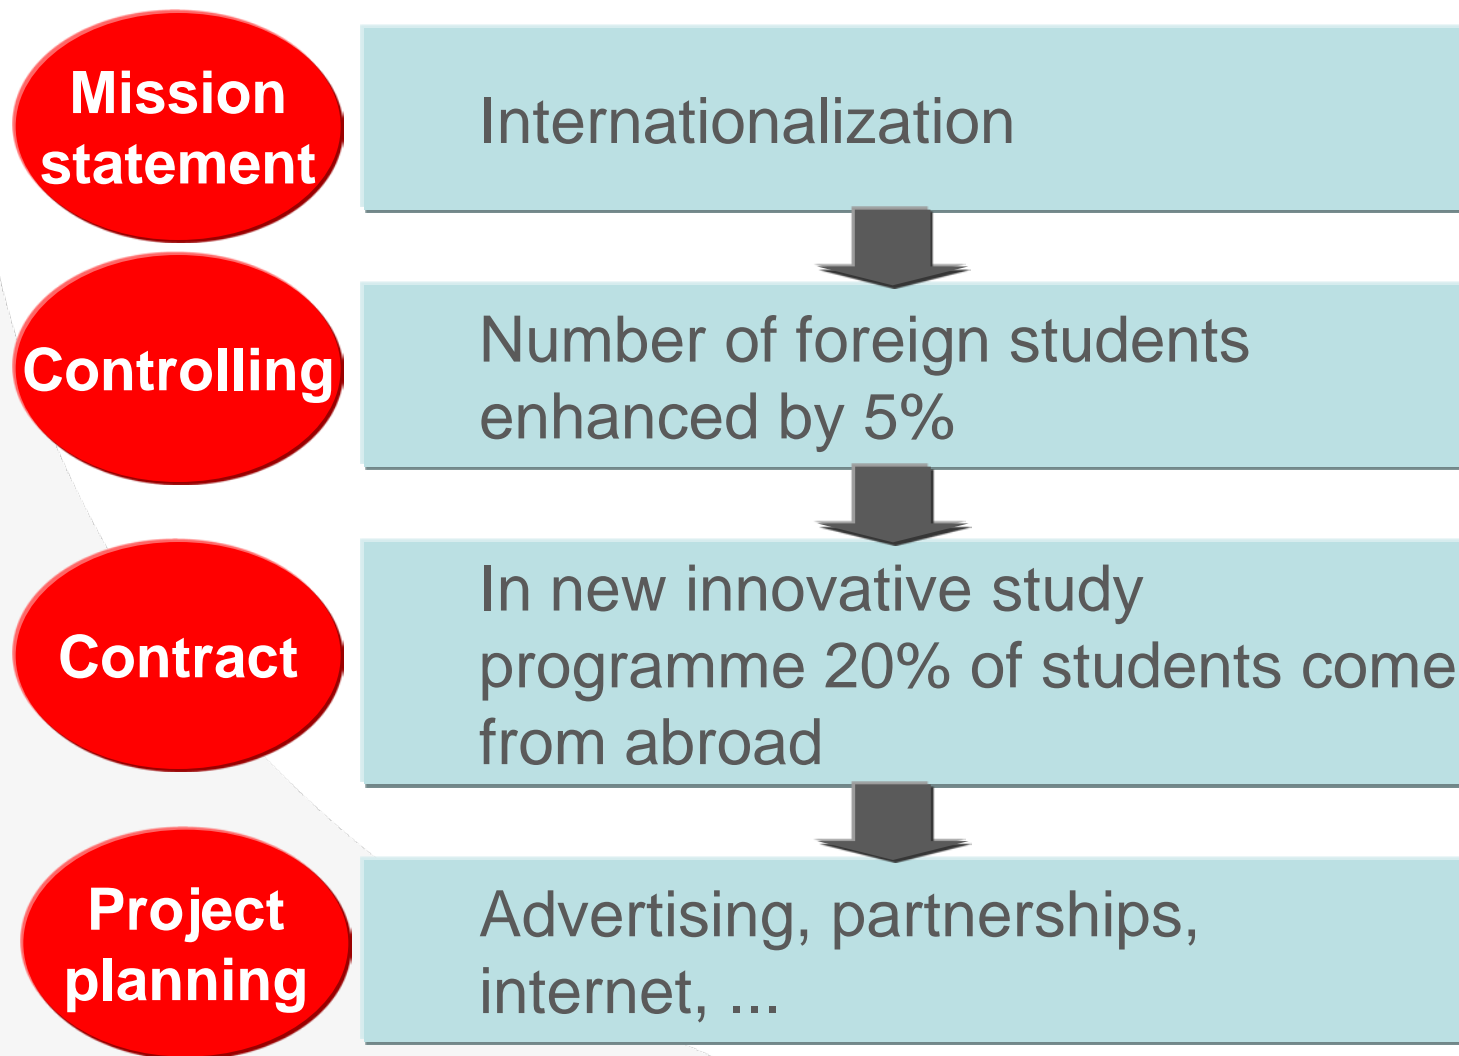 Mission
statement
Internationalization
Controlling
Number of foreign students
enhanced by 5%
Contract
In new innovative study
programme 20% of students come
from abroad
Project
planning
Advertising, partnerships,
internet, ...